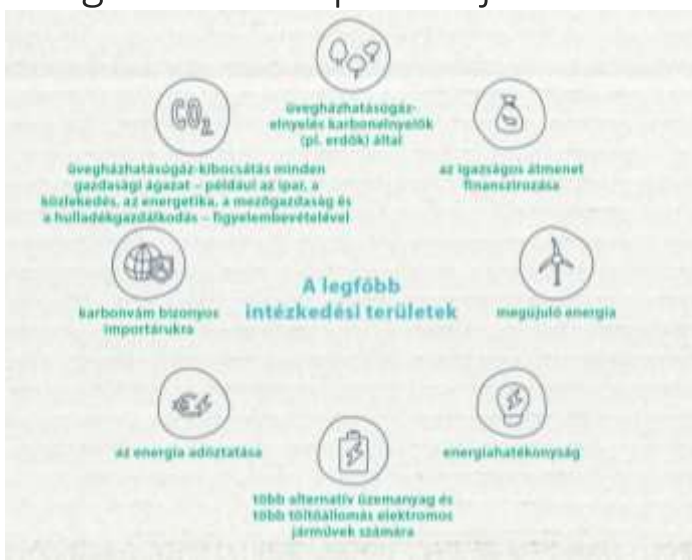 üvegházhatásúgáz-
elnyelés karbonelnyelők
(pl. erdők) által
CO₂
üvegházhatásúgáz-kibocsátás minden
gazdasági ágazat – például az ipar, a
közlekedés, az energetika, a mezőgazdaság és
a hulladékgazdálkodás – figyelembevételével
az igazságos átmenet
finanszírozása
karbonvám bizonyos
importárukra
A legfőbb
intézkedési területek
megújuló energia
az energia adóztatása
energiahatékonyság
több alternatív üzemanyag és
több töltőállomás elektromos
járművek számára